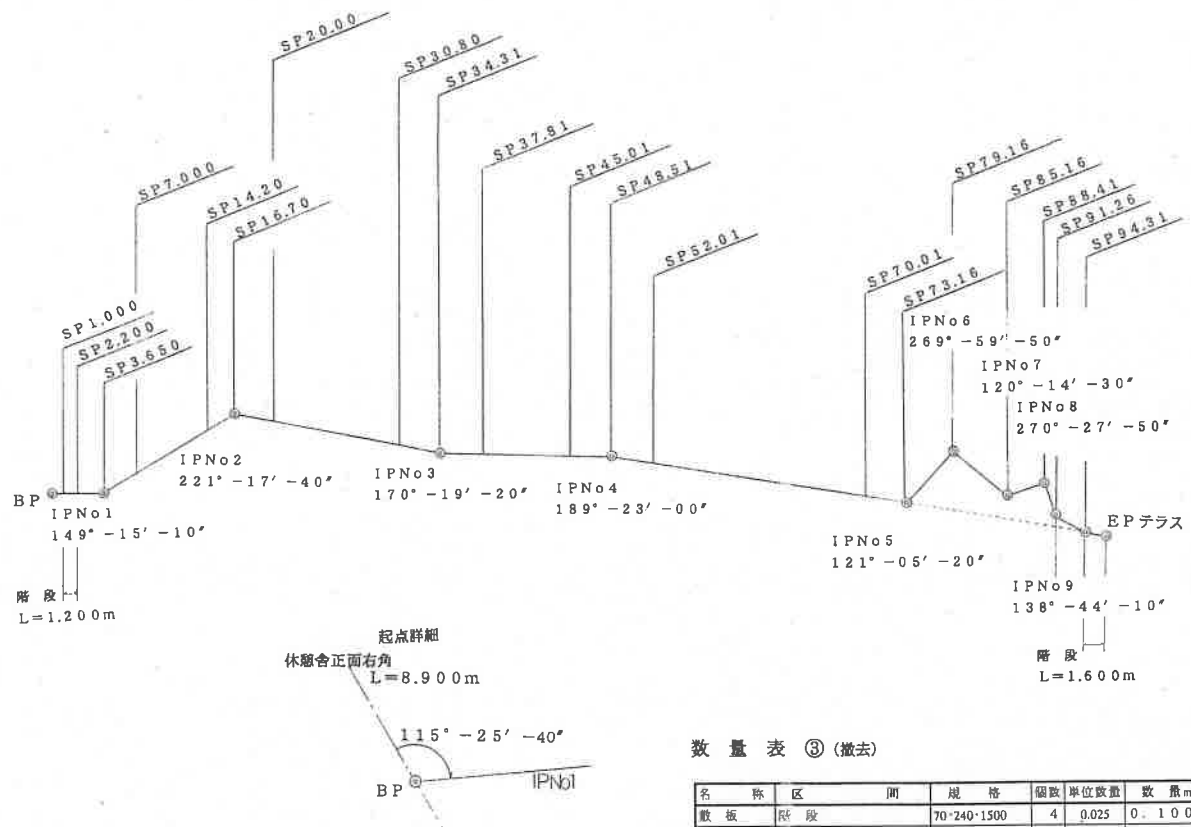 SP1.000
SP2.200
SP3.650
SP7.000
SP14.20
SP16.70
SP20.00
SP30.80
SP34.31
SP37.81
SP45.01
SP48.51
SP52.01
SP70.01
SP73.16
SP79.16
SP85.16
SP88.41
SP91.26
SP94.31
BP
IPNo1
149°-15′-10″
IPNo2
221°-17′-40″
IPNo3
170°-19′-20″
IPNo4
189°-23′-00″
IPNo5
121°-05′-20″
IPNo6
269°-59′-50″
IPNo7
120°-14′-30″
IPNo8
270°-27′-50″
IPNo9
138°-44′-10″
EPテラス
階段
L=1.200m
階段
L=1.600m
起点詳細
休憩舎正面右角
L=8.900m
115°-25′-40″
BP
IPNo1
数量表 ③(撤去)
名称 区間 規格 個数 単位数量 数量m
敷板 階段 70·240·1500 4 0.025 0.100